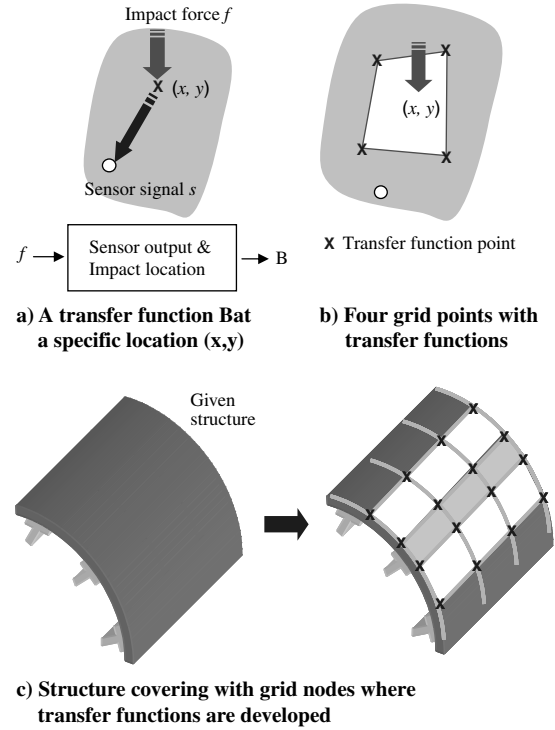 Impact force f
X (x, y)
Sensor signal s
f
Sensor output &
Impact location
B
a) A transfer function Bat
a specific location (x,y)
X X
(x, y)
X X
X Transfer function point
b) Four grid points with
transfer functions
Given
structure
X
X X
X X X
X X X
X X X
X X X
X
c) Structure covering with grid nodes where
transfer functions are developed